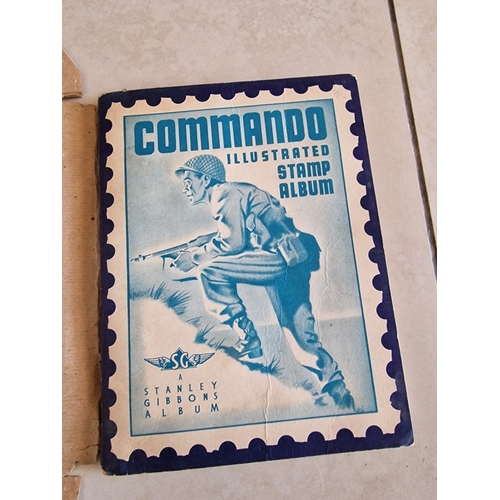 COMMANDO
ILLUSTRATED
STAMP
ALBUM
SG
A
STANLEY
GIBBONS
ALBUM